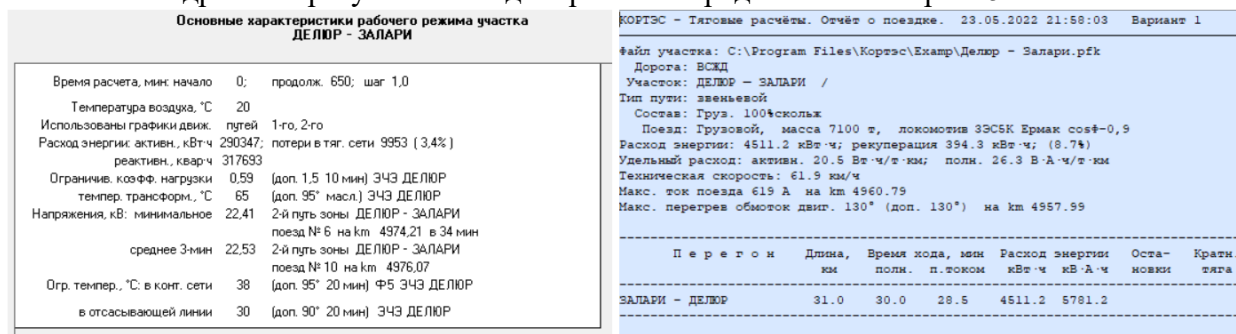 Основные характеристики рабочего режима участка
ДЕЛЮР - ЗАЛАРИ
Время расчета, мин: начало 0; продолж. 650; шаг 1,0
Температура воздуха, °С 20
Использованы графики движ. путей 1-го, 2-го
Расход энергии: активн., кВт·ч 290347; потери в тяг. сети 9953 ( 3,4% )
реактивн., квар·ч 317693
Ограничив. коэфф. нагрузки 0,59 (доп. 1,5 10 мин) ЭЧЭ ДЕЛЮР
темпер. трансформ., °С 65 (доп. 95° масл.) ЭЧЭ ДЕЛЮР
Напряжения, кВ: минимальное 22,41 2-й путь зоны ДЕЛЮР - ЗАЛАРИ
поезд № 6 на km 4974,21 в 34 мин
среднее 3-мин 22,53 2-й путь зоны ДЕЛЮР - ЗАЛАРИ
поезд № 10 на km 4976,07
Огр. темпер., °С: в конт. сети 38 (доп. 95° 20 мин) Ф5 ЭЧЭ ДЕЛЮР
в отсасывающей линии 30 (доп. 90° 20 мин) ЭЧЭ ДЕЛЮР
КОРТЭС - Тяговые расчёты. Отчёт о поездке. 23.05.2022 21:58:03 Вариант 1
Файл участка: C:\Program Files\Кортэс\Examp\Делюр - Залари.pfk
Дорога: ВСЖД
Участок: ДЕЛЮР — ЗАЛАРИ /
Тип пути: звеньевой
Состав: Груз. 100%скольж
Поезд: Грузовой, масса 7100 т, локомотив 3ЭС5К Ермак cosф-0,9
Расход энергии: 4511.2 кВт·ч; рекуперация 394.3 кВт·ч; (8.7%)
Удельный расход: активн. 20.5 Вт·ч/т·км; полн. 26.3 В·А·ч/т·км
Техническая скорость: 61.9 км/ч
Макс. ток поезда 619 А на km 4960.79
Макс. перегрев обмоток двиг. 130° (доп. 130°) на km 4957.99
П е р е г о н Длина, Время хода, мин Расход энергии Оста- Кратн.
км полн. п.током кВт·ч кВ·А·ч новки тяга
ЗАЛАРИ - ДЕЛЮР 31.0 30.0 28.5 4511.2 5781.2